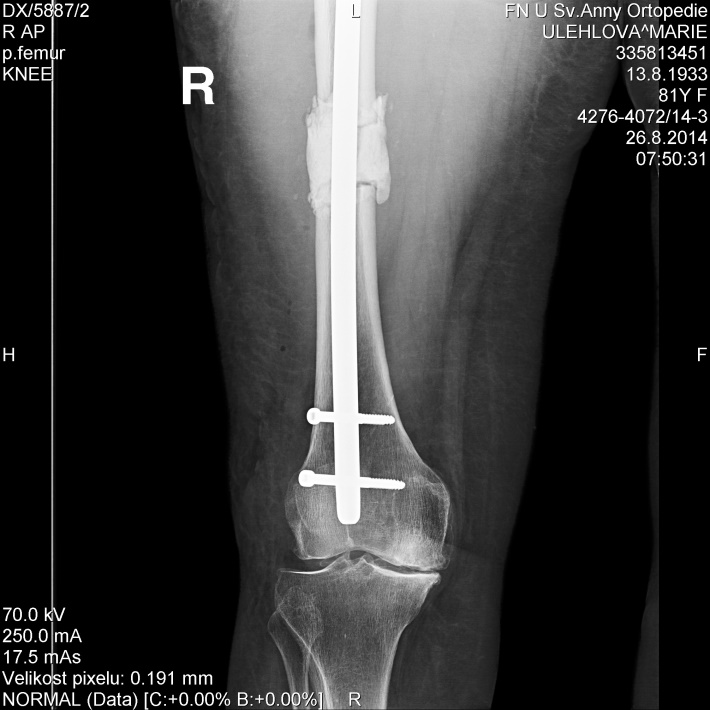 DX/5887/2
R AP
p.femur
KNEE
L
FN U Sv.Anny Ortopedie
ULEHLOVA^MARIE
335813451
13.8.1933
81Y F
4276-4072/14-3
26.8.2014
07:50:31
R
H
F
70.0 kV
250.0 mA
17.5 mAs
Velikost pixelu: 0.191 mm
NORMAL (Data) [C:+0.00% B:+0.00%]
R